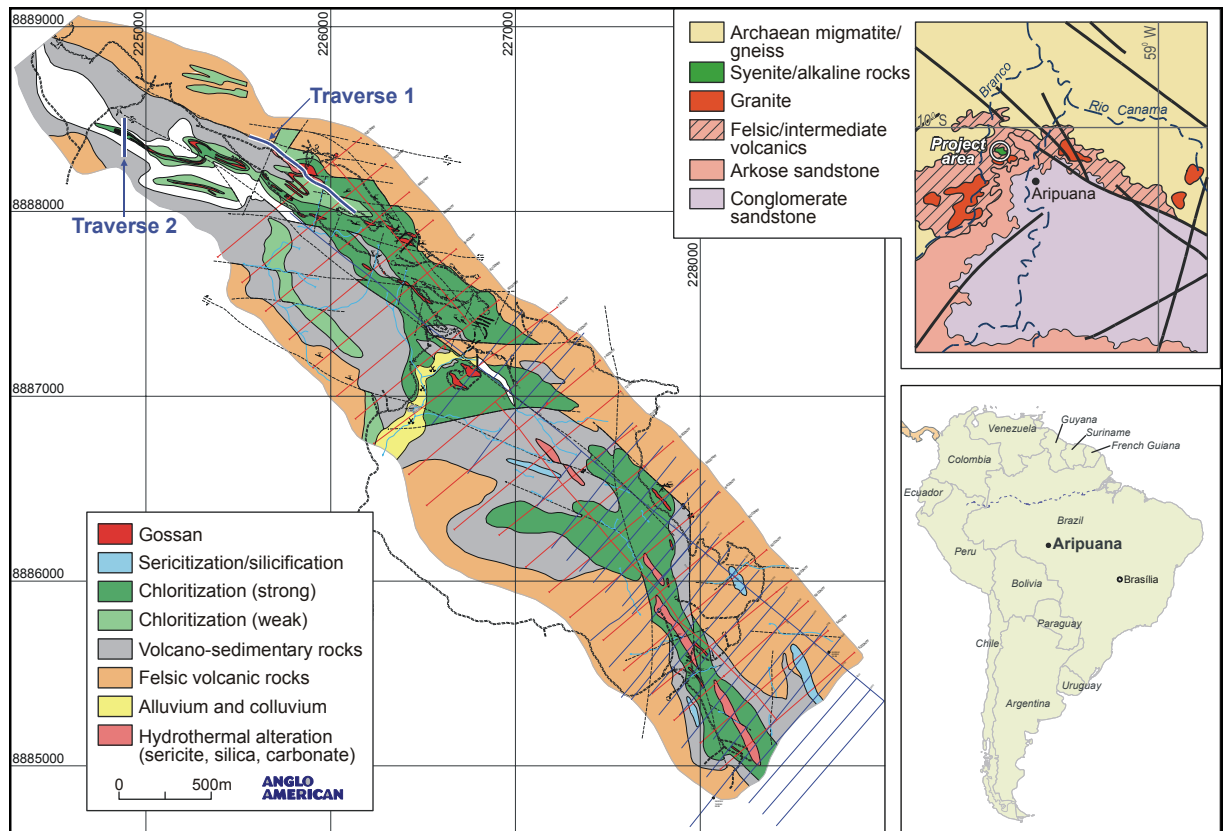 8889000
8888000
8887000
8886000
8885000
225000
226000
227000
228000
Traverse 1
Traverse 2
Gossan
Sericitization/silicification
Chloritization (strong)
Chloritization (weak)
Volcano-sedimentary rocks
Felsic volcanic rocks
Alluvium and colluvium
Hydrothermal alteration
(sericite, silica, carbonate)
0 500m
ANGLO
AMERICAN
Archaean migmatite/
gneiss
Syenite/alkaline rocks
Granite
Felsic/intermediate
volcanics
Arkose sandstone
Conglomerate
sandstone
59° W
Branco
Rio Canama
10° S
Project
area
Aripuana
Venezuela
Guyana
Suriname
French Guiana
Colombia
Ecuador
Brazil
Aripuana
Peru
Brasília
Bolivia
Paraguay
Chile
Uruguay
Argentina